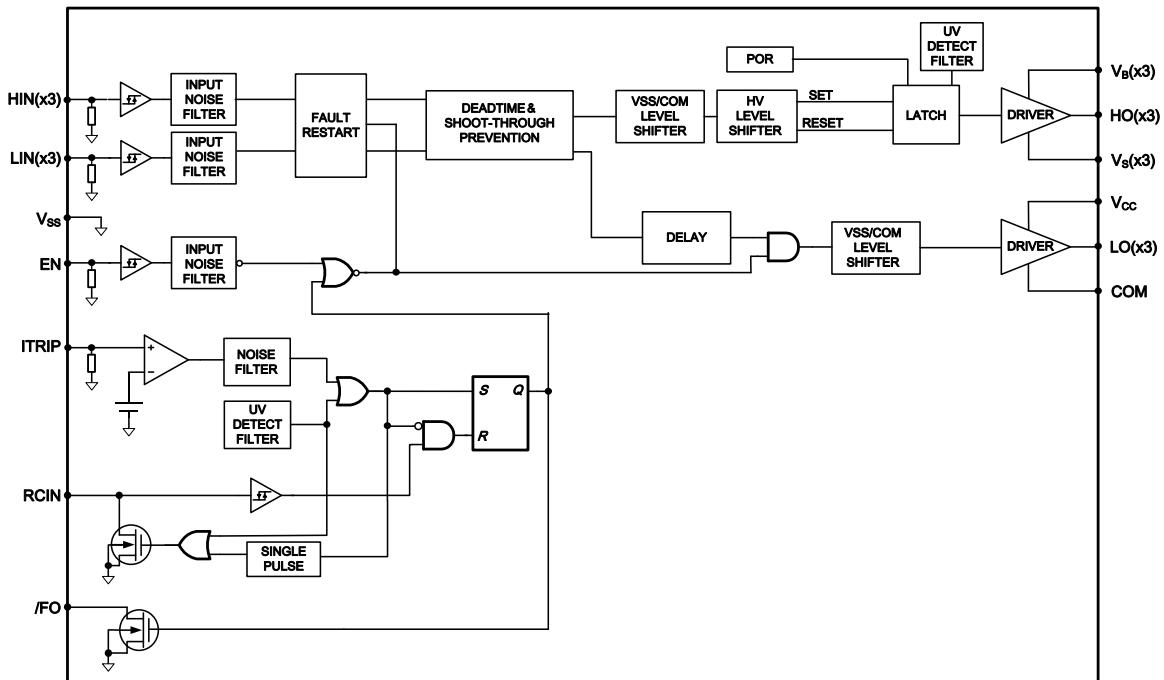 HIN(x3)
INPUT
NOISE
FILTER
FAULT
RESTART
DEADTIME &
SHOOT-THROUGH
PREVENTION
VSS/COM
LEVEL
SHIFTER
HV
LEVEL
SHIFTER
SET
RESET
POR
UV
DETECT
FILTER
LATCH
DRIVER
VB(x3)
HO(x3)
VS(x3)
LIN(x3)
INPUT
NOISE
FILTER
VSS
EN
INPUT
NOISE
FILTER
DELAY
VSS/COM
LEVEL
SHIFTER
DRIVER
VCC
LO(x3)
COM
ITRIP
+
−
NOISE
FILTER
UV
DETECT
FILTER
S Q
R
RCIN
SINGLE
PULSE
/FO